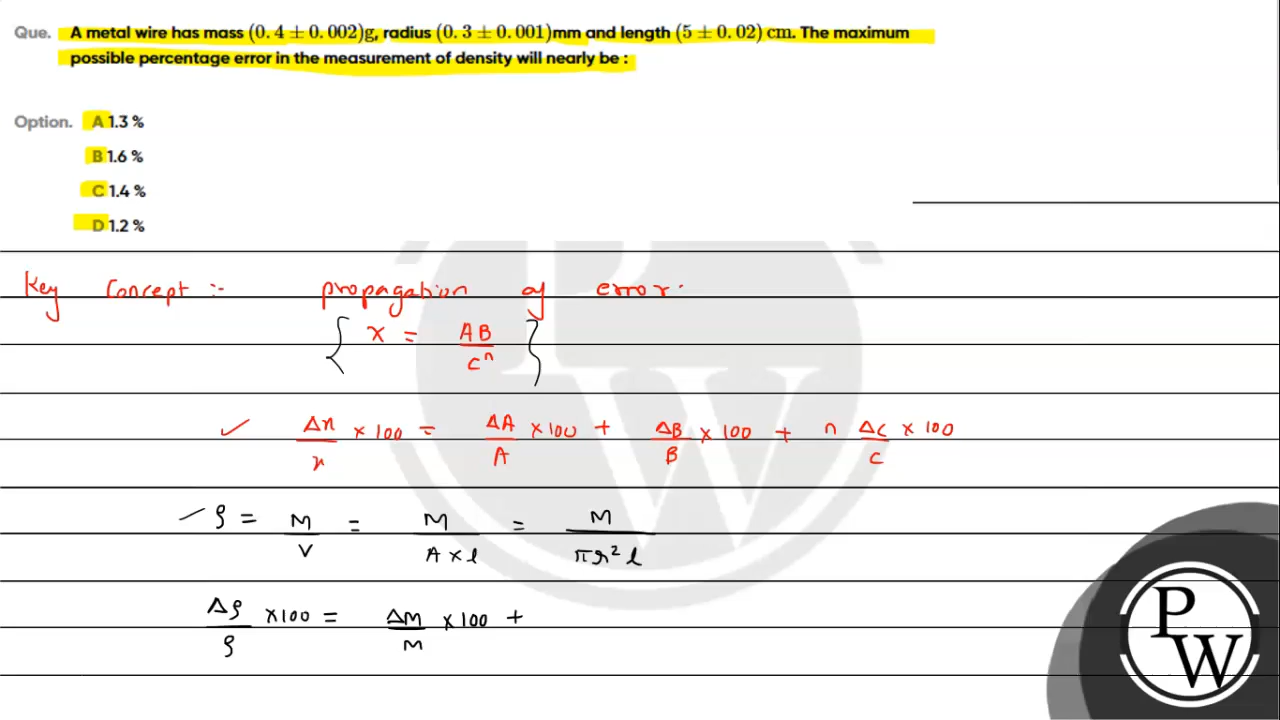 Que. A metal wire has mass (0.4 ± 0.002)g, radius (0.3 ± 0.001)mm and length (5 ± 0.02) cm. The maximum
possible percentage error in the measurement of density will nearly be :
Option. A 1.3 %
B 1.6 %
C 1.4 %
D 1.2 %
Key Concept :- propagation of error.
{ x = AB/cⁿ }
✓ Δx/x × 100 = ΔA/A × 100 + ΔB/B × 100 + n Δc/c × 100
✓ ρ = M/V = M/(A × l) = M/(πr²l)
Δρ/ρ × 100 = ΔM/M × 100 +
PW